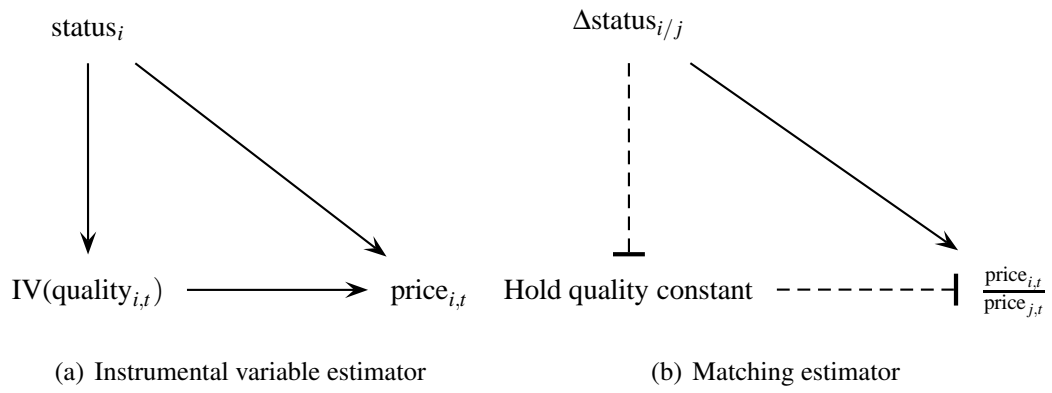 status_i
Δstatus_{i/j}
IV(quality_{i,t})
price_{i,t}
Hold quality constant
price_{i,t}
price_{j,t}
(a) Instrumental variable estimator
(b) Matching estimator